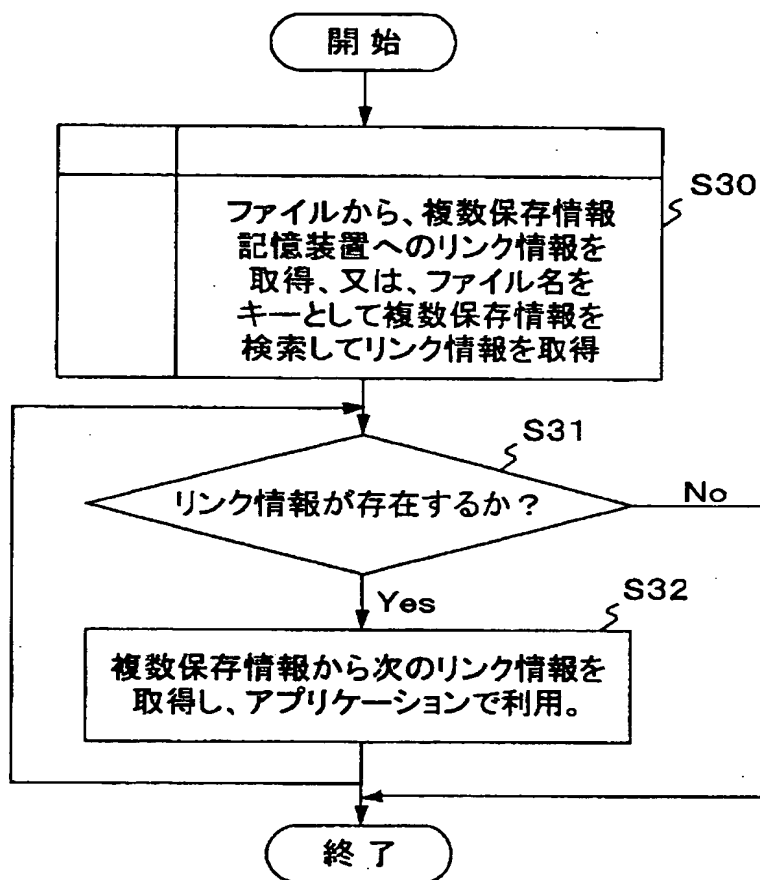 開始
S30
ファイルから、複数保存情報
記憶装置へのリンク情報を
取得、又は、ファイル名を
キーとして複数保存情報を
検索してリンク情報を取得
S31
リンク情報が存在するか？
No
Yes
S32
複数保存情報から次のリンク情報を
取得し、アプリケーションで利用。
終了